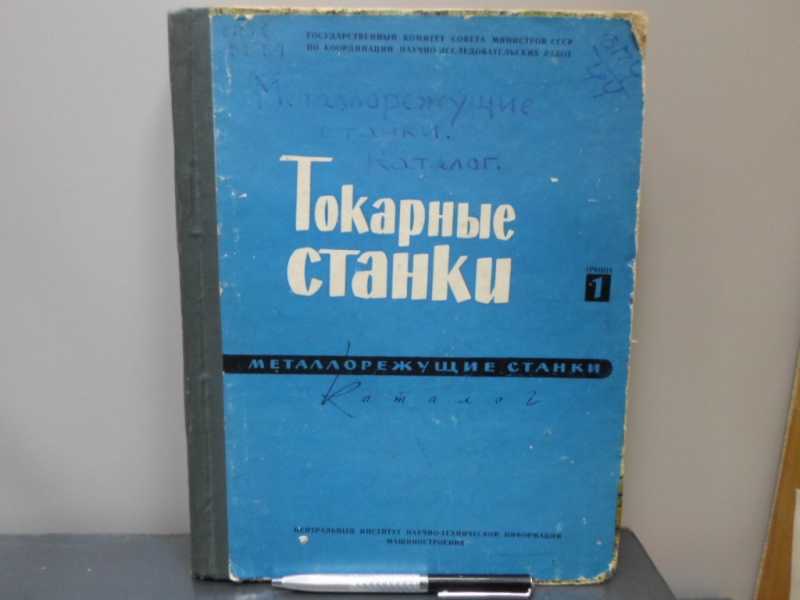 ГОСУДАРСТВЕННЫЙ КОМИТЕТ СОВЕТА МИНИСТРОВ СССР
ПО КООРДИНАЦИИ НАУЧНО-ИССЛЕДОВАТЕЛЬСКИХ РАБОТ
Металлорежущие
станки.
Каталог.
Токарные
станки
ГРУППА
1
МЕТАЛЛОРЕЖУЩИЕ СТАНКИ
Каталог
ЦЕНТРАЛЬНЫЙ ИНСТИТУТ НАУЧНО-ТЕХНИЧЕСКОЙ ИНФОРМАЦИИ
МАШИНОСТРОЕНИЯ